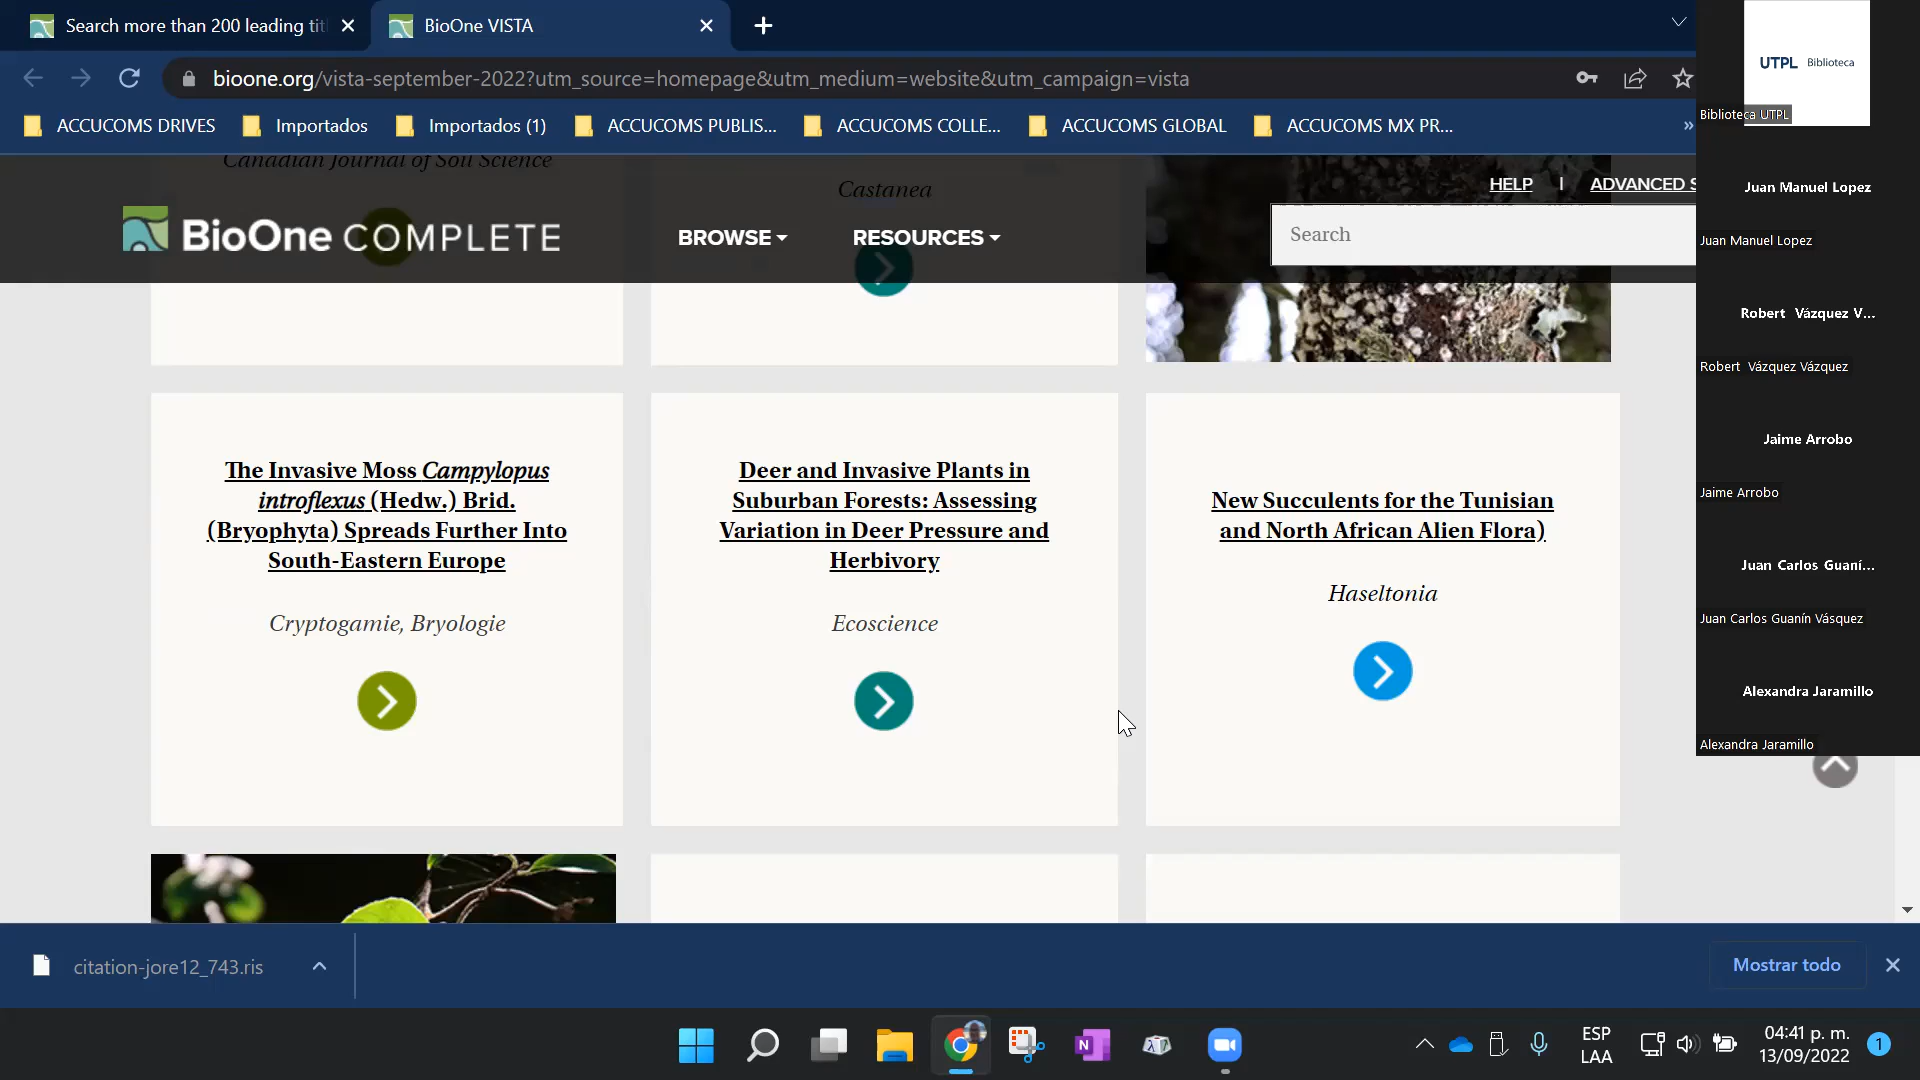 Search more than 200 leading tit
BioOne VISTA
bioone.org/vista-september-2022?utm_source=homepage&utm_medium=website&utm_campaign=vista
ACCUCOMS DRIVES
Importados
Importados (1)
ACCUCOMS PUBLIS...
ACCUCOMS COLLE...
ACCUCOMS GLOBAL
ACCUCOMS MX PR...
»
Canadian Journal of Soil Science
Castanea
HELP | ADVANCED S
BioOne COMPLETE
BROWSE
RESOURCES
Search
The Invasive Moss Campylopus
introflexus (Hedw.) Brid.
(Bryophyta) Spreads Further Into
South-Eastern Europe
Cryptogamie, Bryologie
Deer and Invasive Plants in
Suburban Forests: Assessing
Variation in Deer Pressure and
Herbivory
Ecoscience
New Succulents for the Tunisian
and North African Alien Flora)
Haseltonia
UTPL Biblioteca
Biblioteca UTPL
Juan Manuel Lopez
Juan Manuel Lopez
Robert Vázquez V...
Robert Vázquez Vázquez
Jaime Arrobo
Jaime Arrobo
Juan Carlos Guaní...
Juan Carlos Guanín Vásquez
Alexandra Jaramillo
Alexandra Jaramillo
citation-jore12_743.ris
Mostrar todo
ESP
LAA
04:41 p. m.
13/09/2022
1